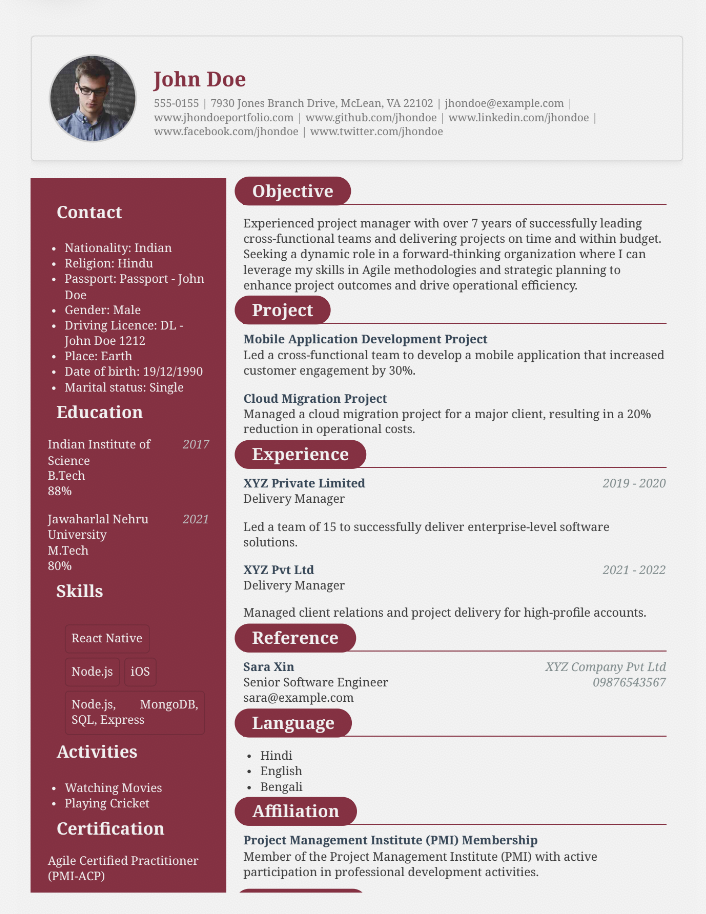 John Doe
555-0155 | 7930 Jones Branch Drive, McLean, VA 22102 | jhondoe@example.com |
www.jhondoeportfolio.com | www.github.com/jhondoe | www.linkedin.com/jhondoe |
www.facebook.com/jhondoe | www.twitter.com/jhondoe
Contact
• Nationality: Indian
• Religion: Hindu
• Passport: Passport - John
Doe
• Gender: Male
• Driving Licence: DL -
John Doe 1212
• Place: Earth
• Date of birth: 19/12/1990
• Marital status: Single
Education
Indian Institute of 2017
Science
B.Tech
88%
Jawaharlal Nehru 2021
University
M.Tech
80%
Skills
React Native
Node.js iOS
Node.js, MongoDB,
SQL, Express
Activities
• Watching Movies
• Playing Cricket
Certification
Agile Certified Practitioner
(PMI-ACP)
Objective
Experienced project manager with over 7 years of successfully leading
cross-functional teams and delivering projects on time and within budget.
Seeking a dynamic role in a forward-thinking organization where I can
leverage my skills in Agile methodologies and strategic planning to
enhance project outcomes and drive operational efficiency.
Project
Mobile Application Development Project
Led a cross-functional team to develop a mobile application that increased
customer engagement by 30%.
Cloud Migration Project
Managed a cloud migration project for a major client, resulting in a 20%
reduction in operational costs.
Experience
XYZ Private Limited 2019 - 2020
Delivery Manager
Led a team of 15 to successfully deliver enterprise-level software
solutions.
XYZ Pvt Ltd 2021 - 2022
Delivery Manager
Managed client relations and project delivery for high-profile accounts.
Reference
Sara Xin XYZ Company Pvt Ltd
Senior Software Engineer 09876543567
sara@example.com
Language
• Hindi
• English
• Bengali
Affiliation
Project Management Institute (PMI) Membership
Member of the Project Management Institute (PMI) with active
participation in professional development activities.